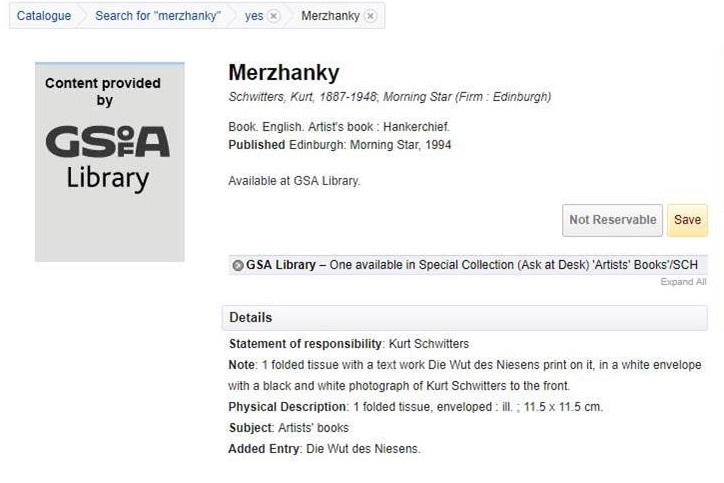 Catalogue Search for "merzhanky" yes Merzhanky
Content provided
by
GSOFA
Library
Merzhanky
Schwitters, Kurt, 1887-1948; Morning Star (Firm : Edinburgh)
Book. English. Artist's book : Hankerchief.
Published Edinburgh: Morning Star, 1994
Available at GSA Library.
Not Reservable Save
GSA Library – One available in Special Collection (Ask at Desk) 'Artists' Books'/SCH
Expand All
Details
Statement of responsibility: Kurt Schwitters
Note: 1 folded tissue with a text work Die Wut des Niesens print on it, in a white envelope
with a black and white photograph of Kurt Schwitters to the front.
Physical Description: 1 folded tissue, enveloped : ill. ; 11.5 x 11.5 cm.
Subject: Artists' books
Added Entry: Die Wut des Niesens.